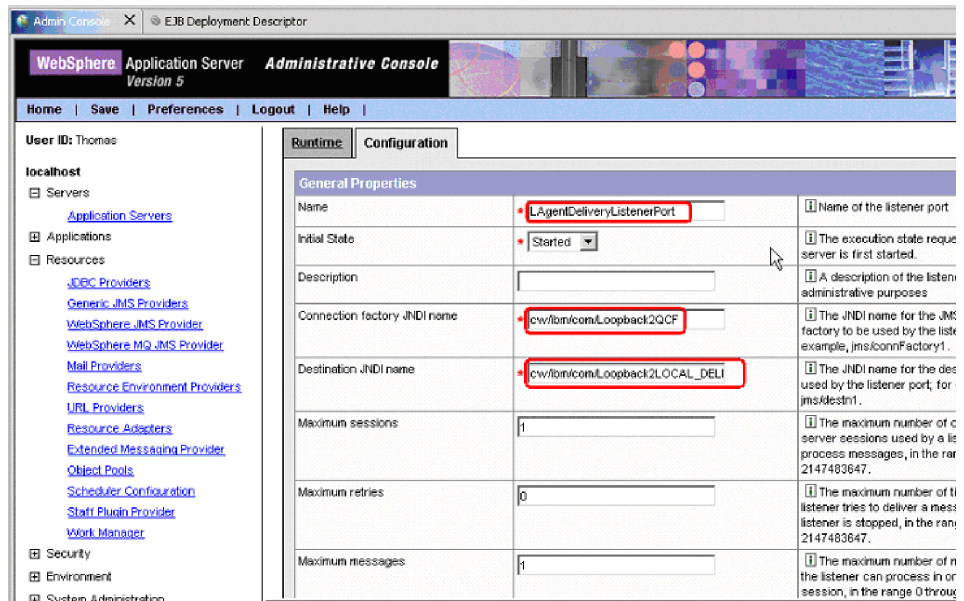 Admin Console X EJB Deployment Descriptor
WebSphere Application Server Administrative Console
Version 5
Home | Save | Preferences | Logout | Help |
User ID: Thomas
localhost
Servers
Application Servers
Applications
Resources
JDBC Providers
Generic JMS Providers
WebSphere JMS Provider
WebSphere MQ JMS Provider
Mail Providers
Resource Environment Providers
URL Providers
Resource Adapters
Extended Messaging Provider
Object Pools
Scheduler Configuration
Staff Plugin Provider
Work Manager
Security
Environment
System Administration
Runtime Configuration
General Properties
Name * LAgentDeliveryListenerPort i Name of the listener port
Initial State * Started i The execution state reque
server is first started.
Description i A description of the listene
administrative purposes
Connection factory JNDI name * cw/ibm/com/Loopback2QCF i The JNDI name for the JMS
factory to be used by the liste
example, jms/connFactory1.
Destination JNDI name * cw/ibm/com/Loopback2LOCAL_DELI i The JNDI name for the des
used by the listener port; for
jms/destn1.
Maximum sessions 1 i The maximum number of c
server sessions used by a lis
process messages, in the ran
2147483647.
Maximum retries 0 i The maximum number of ti
listener tries to deliver a mess
listener is stopped, in the rang
2147483647.
Maximum messages 1 i The maximum number of m
the listener can process in on
session, in the range 0 throug